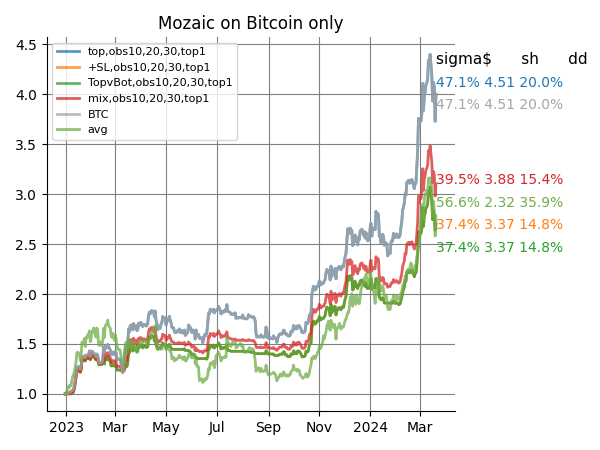 Mozaic on Bitcoin only
4.5
4.0
3.5
3.0
2.5
2.0
1.5
1.0
top,obs10,20,30,top1
+SL,obs10,20,30,top1
TopvBot,obs10,20,30,top1
mix,obs10,20,30,top1
BTC
avg
sigma$ sh dd
47.1% 4.51 20.0%
47.1% 4.51 20.0%
39.5% 3.88 15.4%
56.6% 2.32 35.9%
37.4% 3.37 14.8%
37.4% 3.37 14.8%
2023 Mar May Jul Sep Nov 2024 Mar